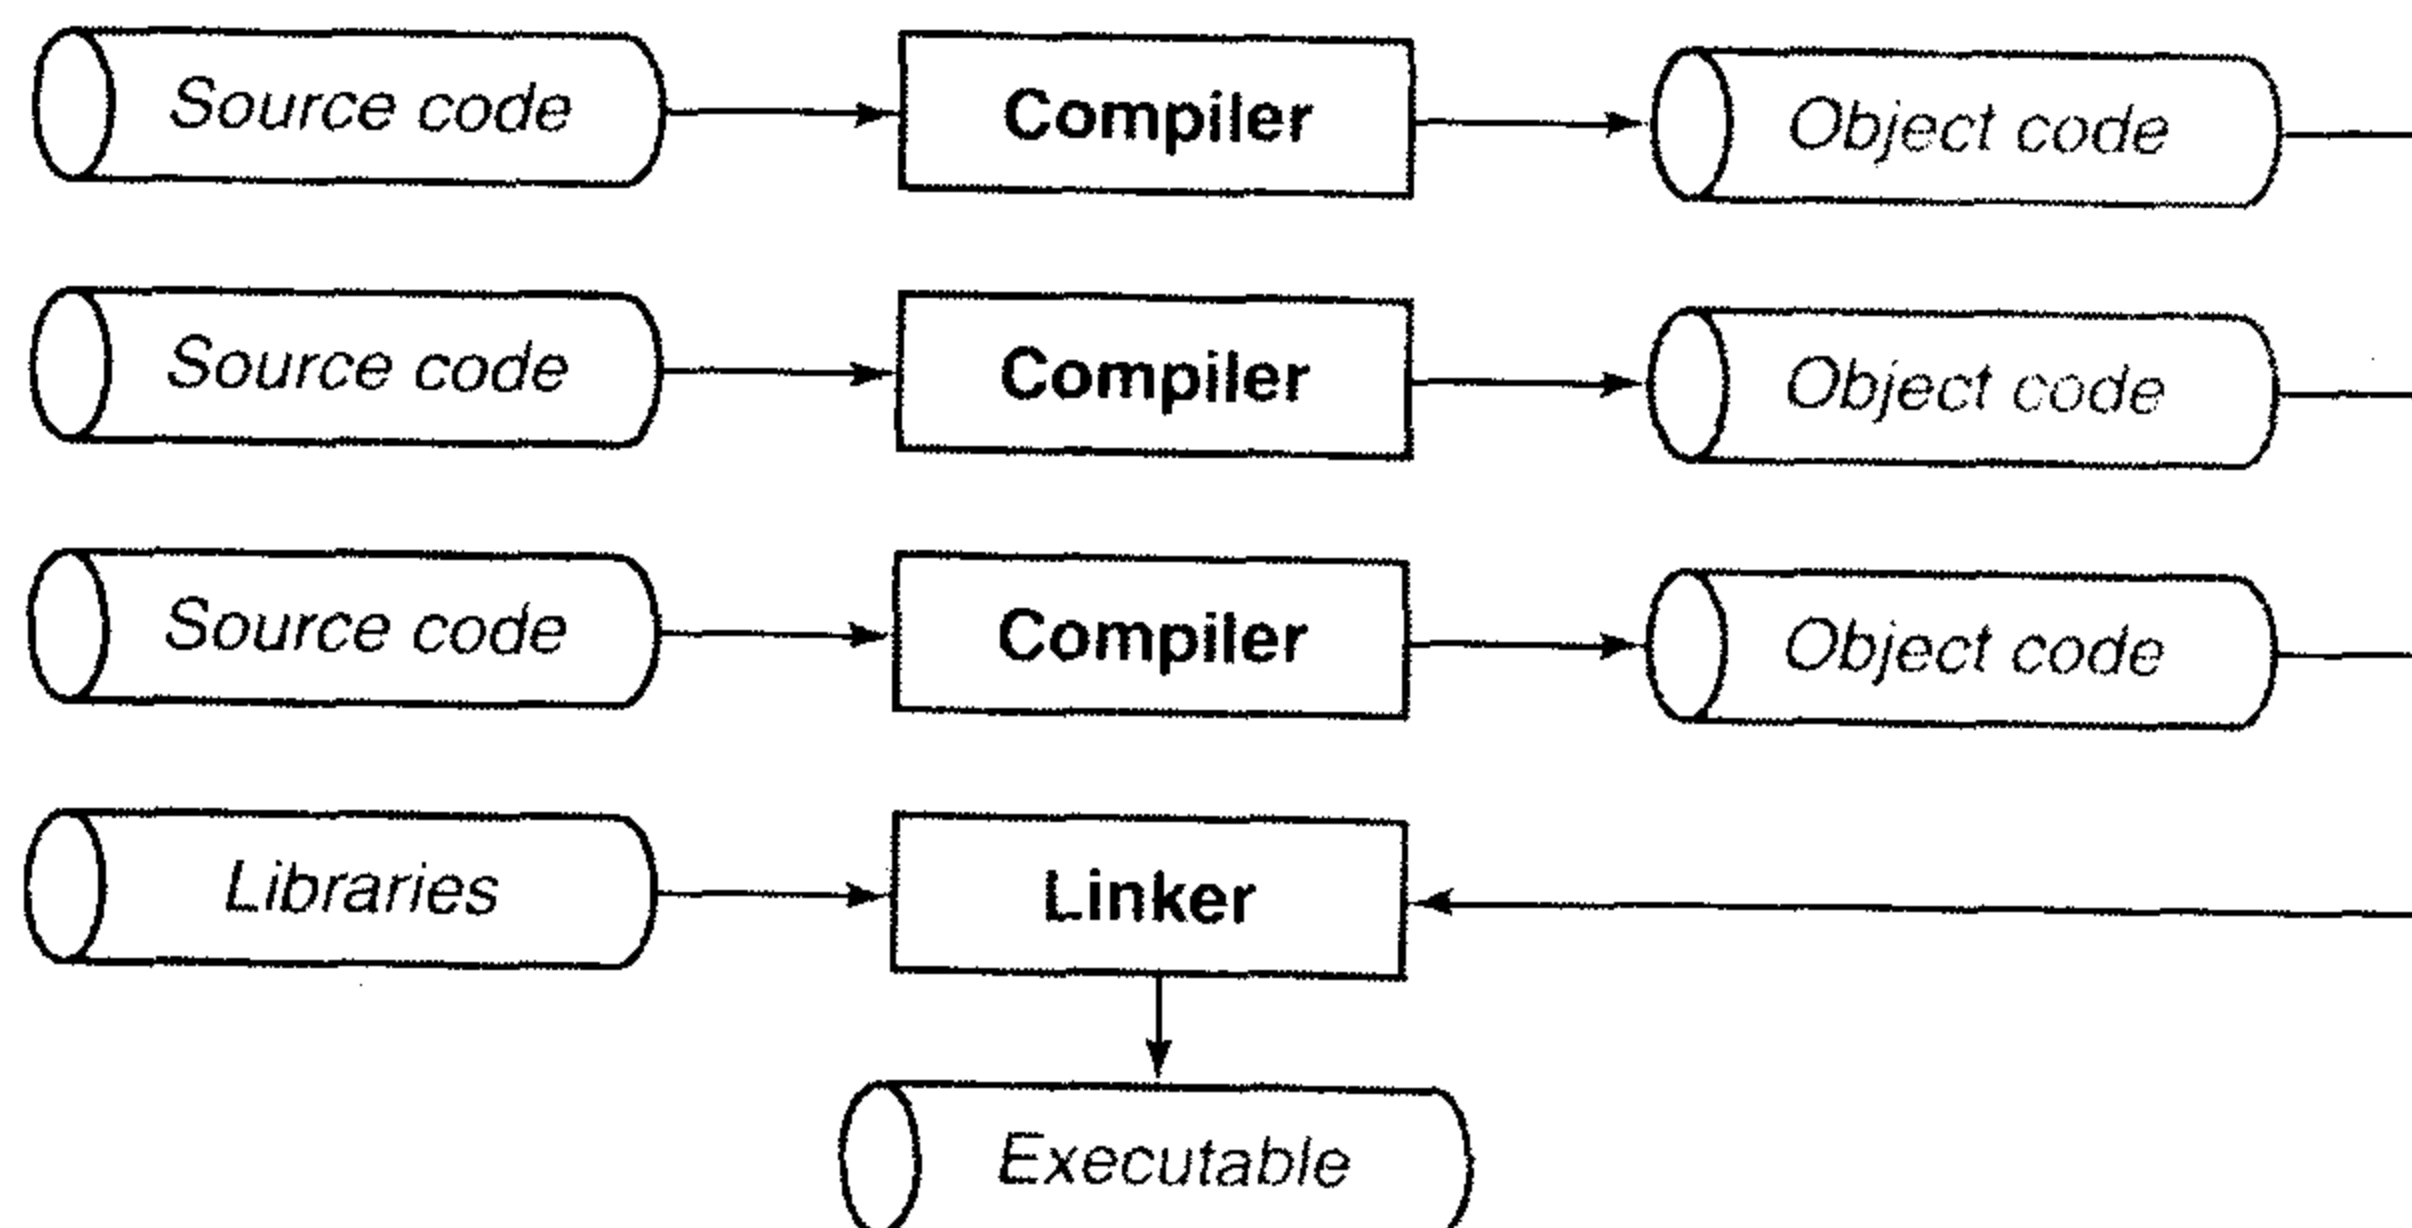 Source code
Compiler
Object code
Source code
Compiler
Object code
Source code
Compiler
Object code
Libraries
Linker
Executable